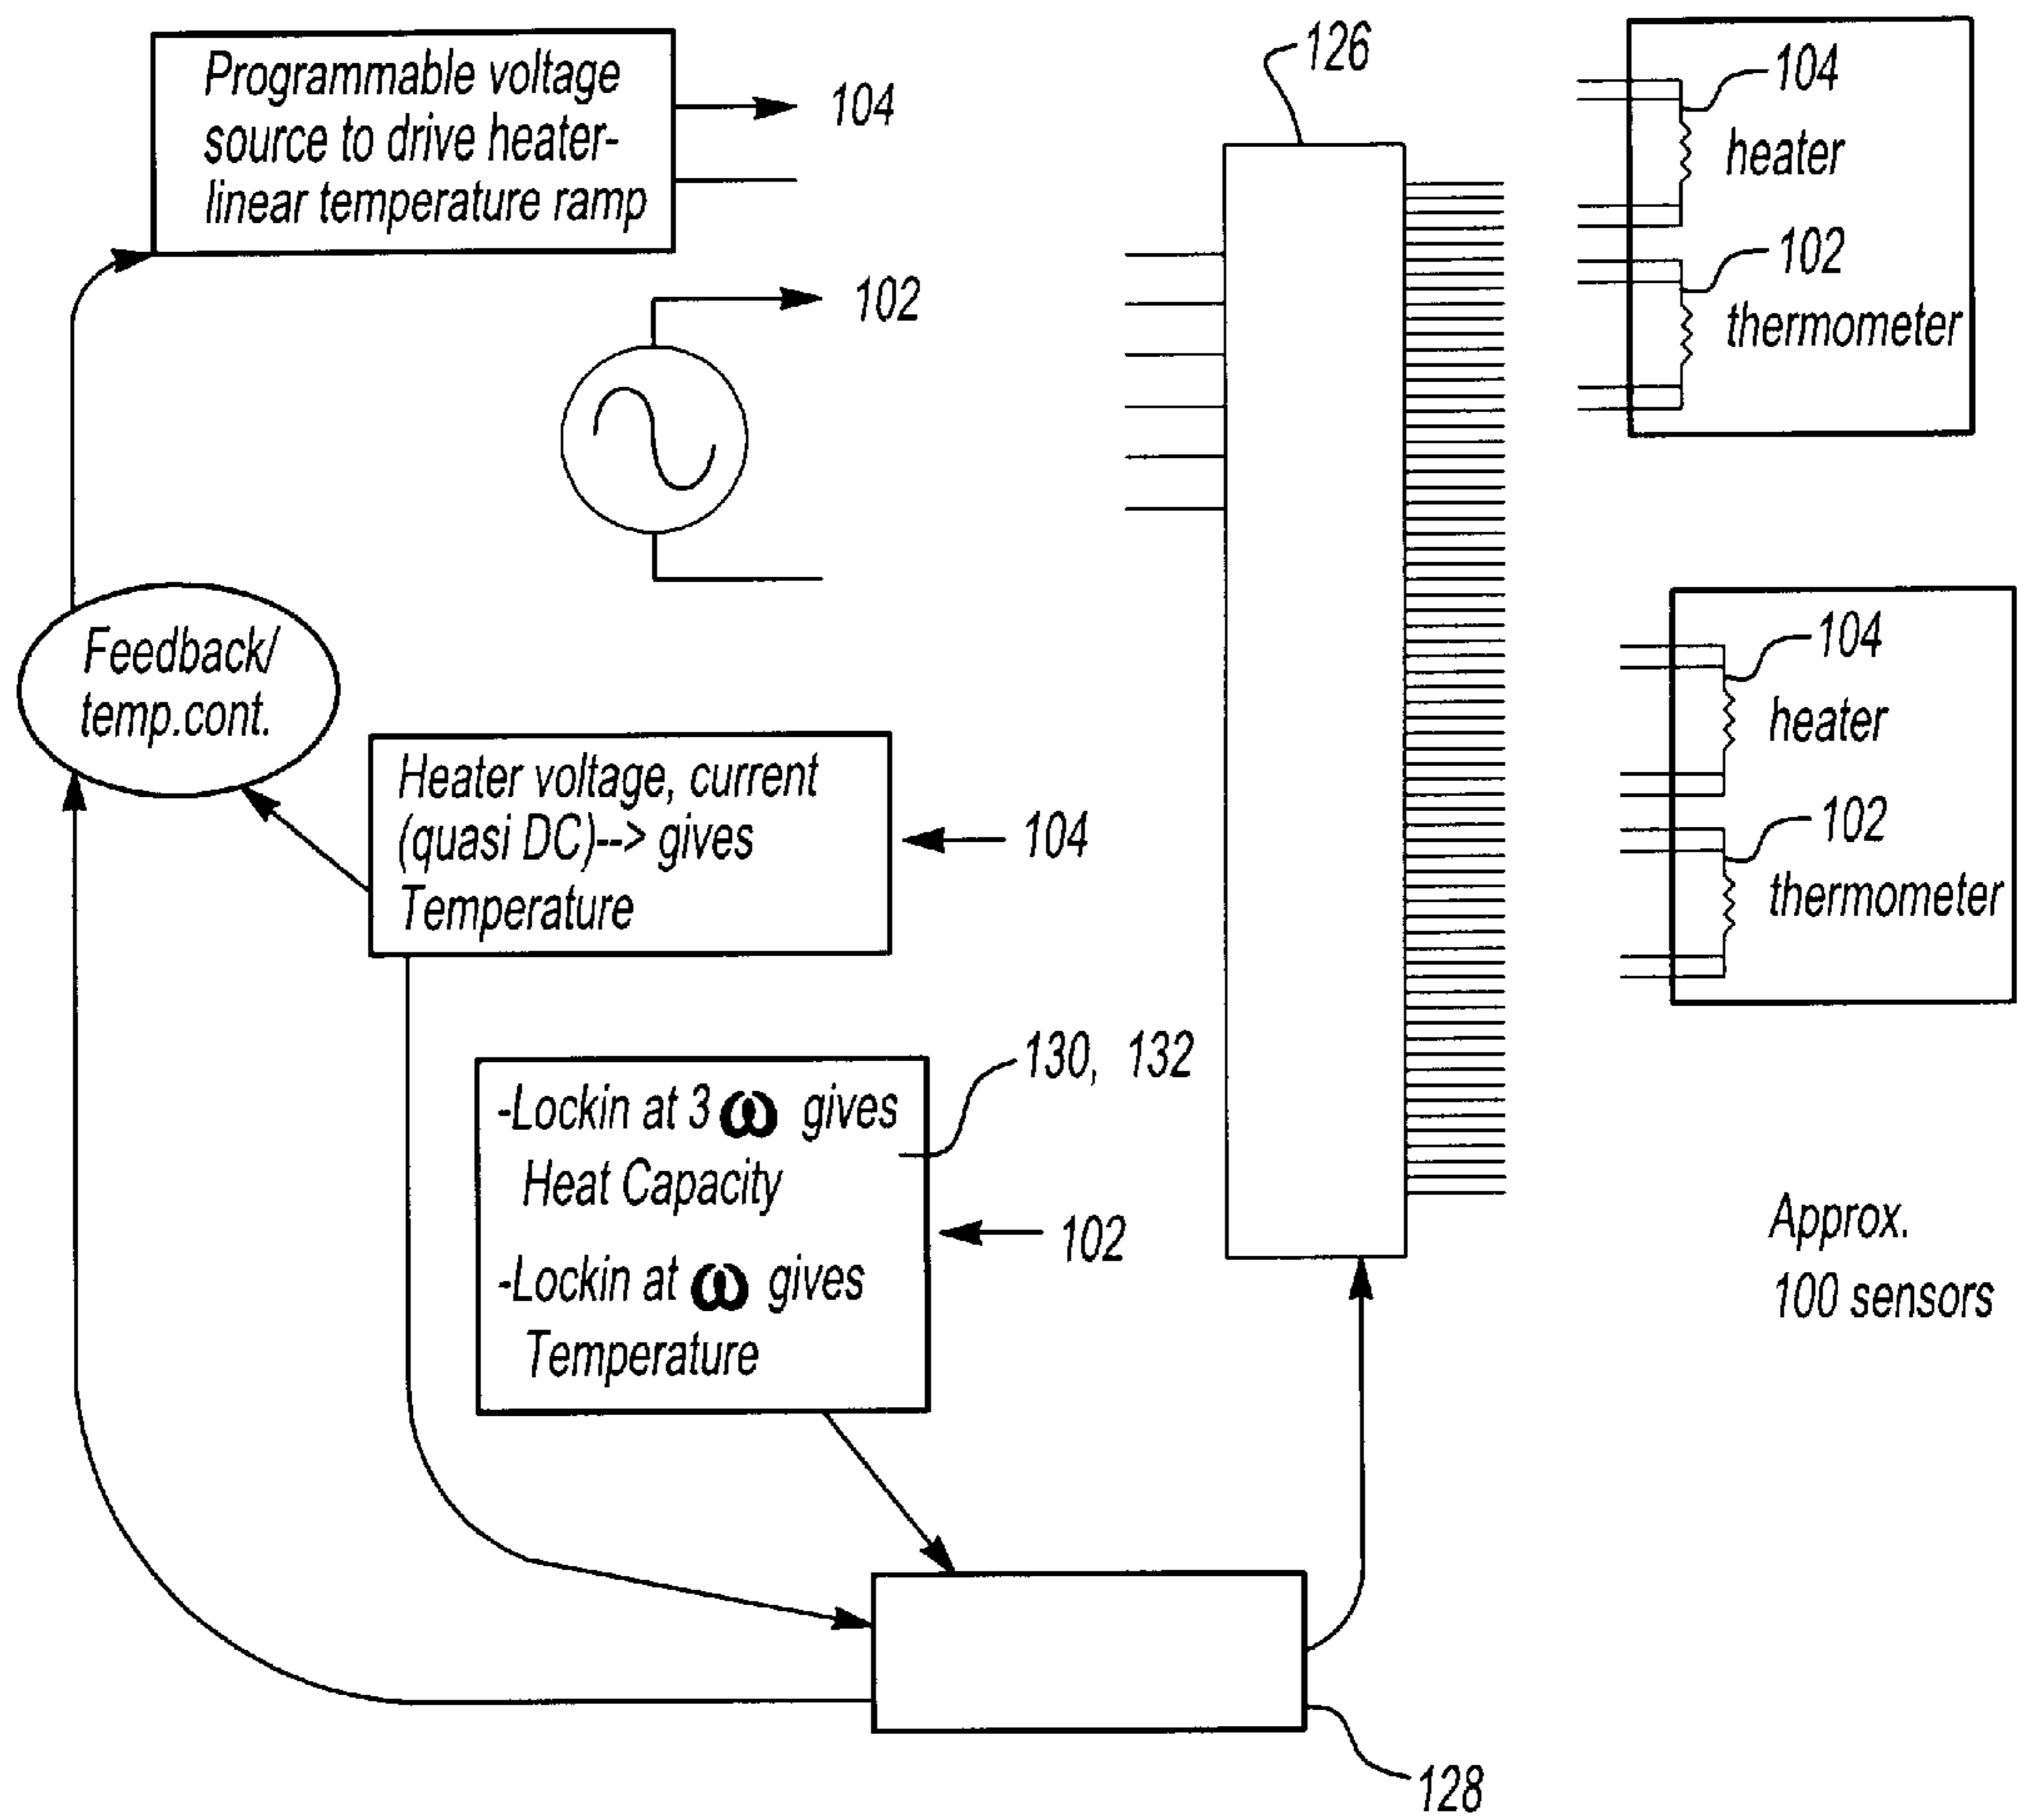 Programmable voltage
source to drive heater-
linear temperature ramp
104
102
126
104
heater
102
thermometer
Feedback/
temp.cont.
Heater voltage, current
(quasi DC)--> gives
Temperature
104
104
heater
102
thermometer
130, 132
-Lockin at 3 ω gives
Heat Capacity
-Lockin at ω gives
Temperature
102
Approx.
100 sensors
128